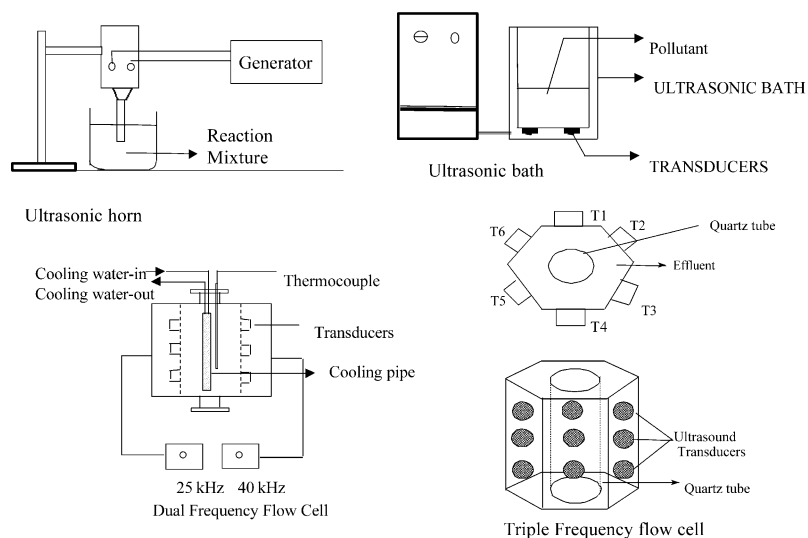 Generator
Reaction
Mixture
Ultrasonic horn
Pollutant
ULTRASONIC BATH
TRANSDUCERS
Ultrasonic bath
Cooling water-in
Cooling water-out
Thermocouple
Transducers
Cooling pipe
25 kHz 40 kHz
Dual Frequency Flow Cell
T1
T2
T6
Quartz tube
Effluent
T5
T3
T4
Ultrasound
Transducers
Quartz tube
Triple Frequency flow cell